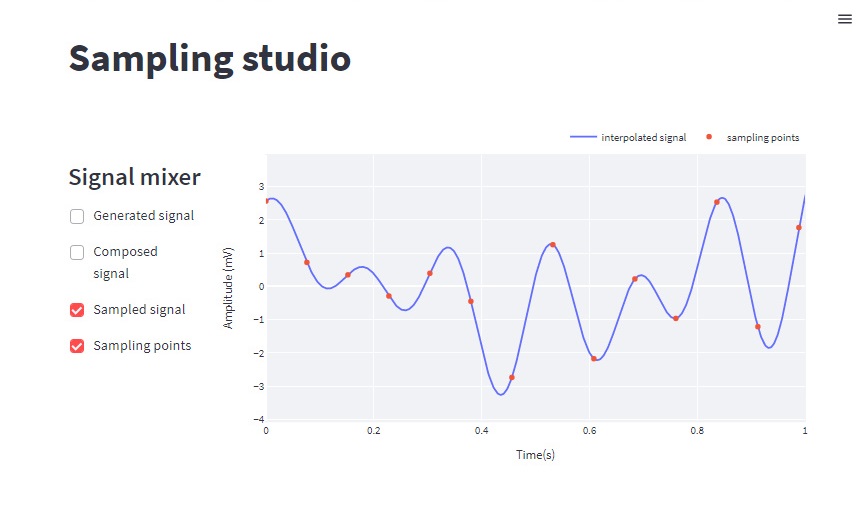 Sampling studio
interpolated signal
sampling points
Signal mixer
Generated signal
Composed
signal
Sampled signal
Sampling points
Amplitude (mV)
3
2
1
0
−1
−2
−3
−4
0
0.2
0.4
0.6
0.8
1
Time(s)